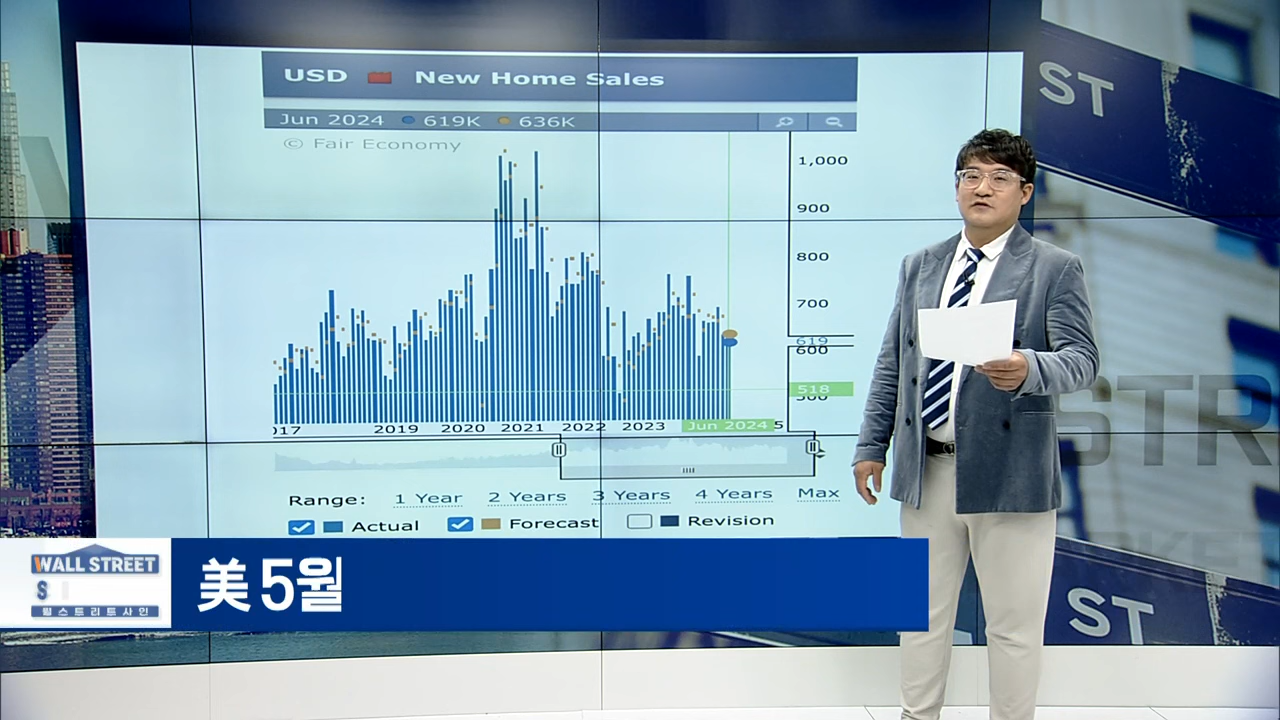 USD New Home Sales
Jun 2024 619K 636K
© Fair Economy
1,000
900
800
700
619
600
518
500
2019 2020 2021 2022 2023 Jun 2024
Range: 1 Year 2 Years 3 Years 4 Years Max
Actual Forecast Revision
ST
STR
ST
WALL STREET
S
월스트리트사인
美 5월